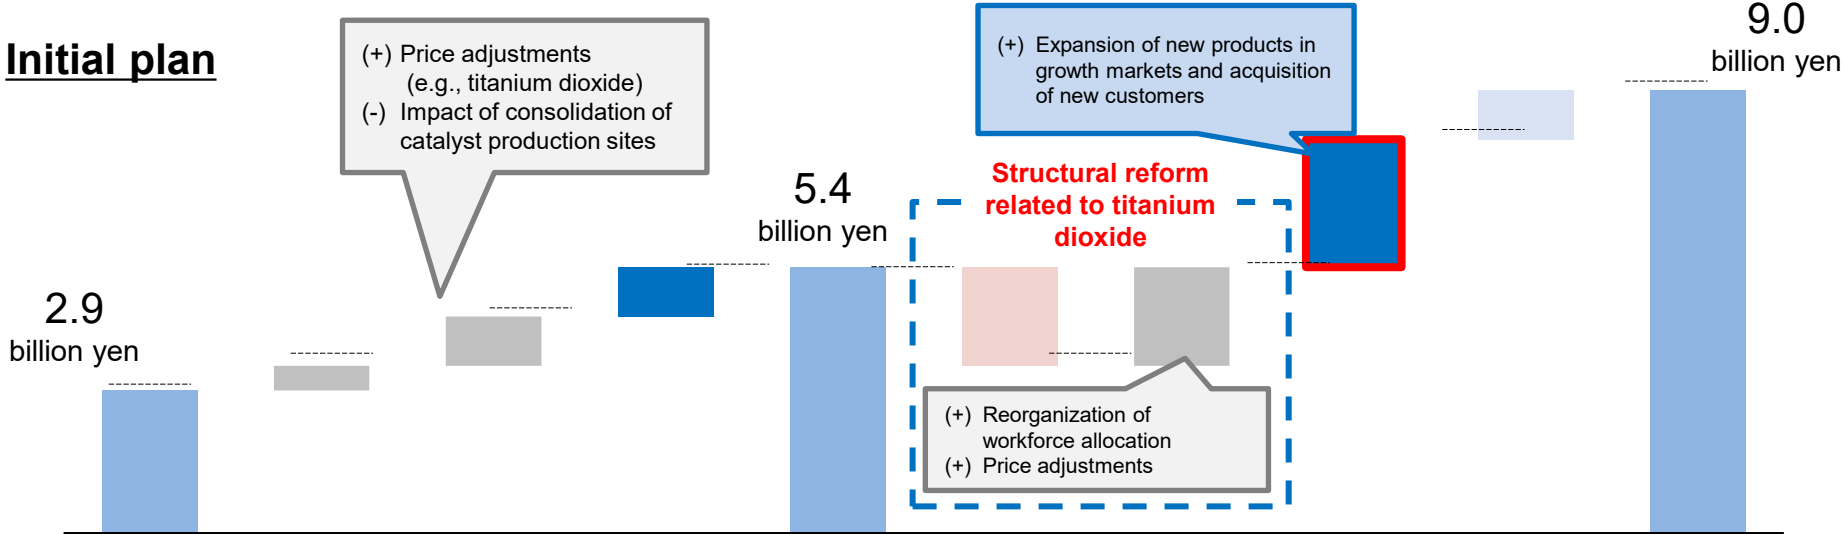 Initial plan
2.9
billion yen
(+) Price adjustments
(e.g., titanium dioxide)
(-) Impact of consolidation of
catalyst production sites
5.4
billion yen
Structural reform
related to titanium
dioxide
(+) Reorganization of
workforce allocation
(+) Price adjustments
(+) Expansion of new products in
growth markets and acquisition
of new customers
9.0
billion yen